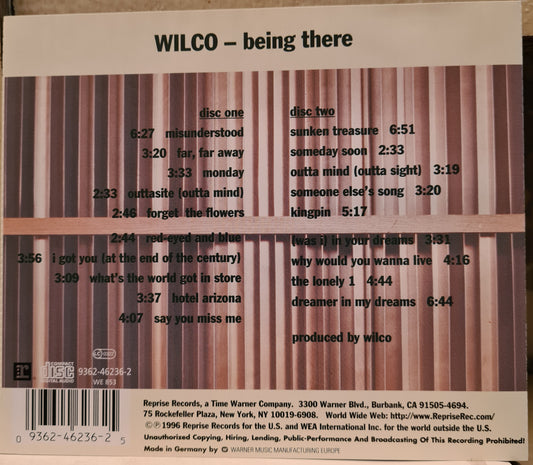 WILCO – being there
disc one
6:27 misunderstood
3:20 far, far away
3:33 monday
2:33 outtasite (outta mind)
2:46 forget the flowers
2:44 red-eyed and blue
3:56 i got you (at the end of the century)
3:09 what's the world got in store
3:37 hotel arizona
4:07 say you miss me
disc two
sunken treasure 6:51
someday soon 2:33
outta mind (outta sight) 3:19
someone else's song 3:20
kingpin 5:17
(was i) in your dreams 3:31
why would you wanna live 4:16
the lonely 1 4:44
dreamer in my dreams 6:44
produced by wilco
r
COMPACT
disc
DIGITAL AUDIO
9362-46236-2
WE 853
Reprise Records, a Time Warner Company. 3300 Warner Blvd., Burbank, CA 91505-4694.
75 Rockefeller Plaza, New York, NY 10019-6908. World Wide Web: http://www.RepriseRec.com/
©℗ 1996 Reprise Records for the U.S. and WEA International Inc. for the world outside the U.S.
Unauthorized Copying, Hiring, Lending, Public-Performance And Broadcasting Of This Recording Prohibited!
Made in Germany by WARNER MUSIC MANUFACTURING EUROPE
0 9362-46236-2 5